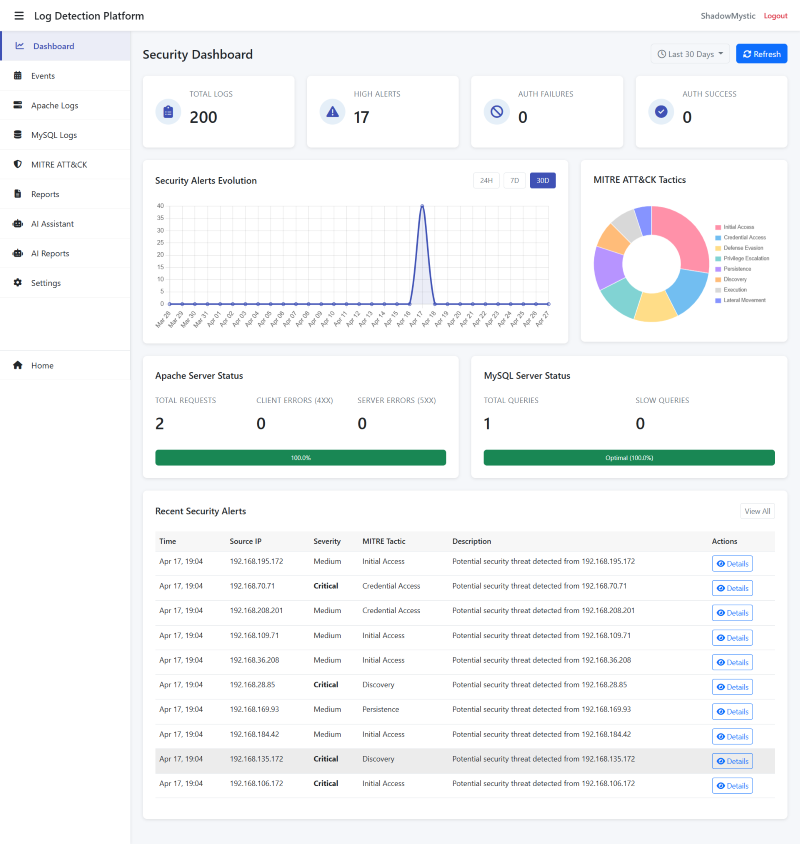 Log Detection Platform
ShadowMystic Logout
Dashboard
Events
Apache Logs
MySQL Logs
MITRE ATT&CK
Reports
AI Assistant
AI Reports
Settings
Home
Security Dashboard
Last 30 Days
Refresh
TOTAL LOGS
200
HIGH ALERTS
17
AUTH FAILURES
0
AUTH SUCCESS
0
Security Alerts Evolution
24H 7D 30D
40
35
30
25
20
15
10
5
0
Mar 28 Mar 29 Mar 30 Mar 31 Apr 01 Apr 02 Apr 03 Apr 04 Apr 05 Apr 06 Apr 07 Apr 08 Apr 09 Apr 10 Apr 11 Apr 12 Apr 13 Apr 14 Apr 15 Apr 16 Apr 17 Apr 18 Apr 19 Apr 20 Apr 21 Apr 22 Apr 23 Apr 24 Apr 25 Apr 26 Apr 27
MITRE ATT&CK Tactics
Initial Access
Credential Access
Defense Evasion
Privilege Escalation
Persistence
Discovery
Execution
Lateral Movement
Apache Server Status
TOTAL REQUESTS CLIENT ERRORS (4XX) SERVER ERRORS (5XX)
2 0 0
100.0%
MySQL Server Status
TOTAL QUERIES SLOW QUERIES
1 0
Optimal (100.0%)
Recent Security Alerts
View All
Time Source IP Severity MITRE Tactic Description Actions
Apr 17, 19:04 192.168.195.172 Medium Initial Access Potential security threat detected from 192.168.195.172 Details
Apr 17, 19:04 192.168.70.71 Critical Credential Access Potential security threat detected from 192.168.70.71 Details
Apr 17, 19:04 192.168.208.201 Medium Credential Access Potential security threat detected from 192.168.208.201 Details
Apr 17, 19:04 192.168.109.71 Medium Initial Access Potential security threat detected from 192.168.109.71 Details
Apr 17, 19:04 192.168.36.208 Medium Initial Access Potential security threat detected from 192.168.36.208 Details
Apr 17, 19:04 192.168.28.85 Critical Discovery Potential security threat detected from 192.168.28.85 Details
Apr 17, 19:04 192.168.169.93 Medium Persistence Potential security threat detected from 192.168.169.93 Details
Apr 17, 19:04 192.168.184.42 Medium Initial Access Potential security threat detected from 192.168.184.42 Details
Apr 17, 19:04 192.168.135.172 Critical Discovery Potential security threat detected from 192.168.135.172 Details
Apr 17, 19:04 192.168.106.172 Critical Initial Access Potential security threat detected from 192.168.106.172 Details